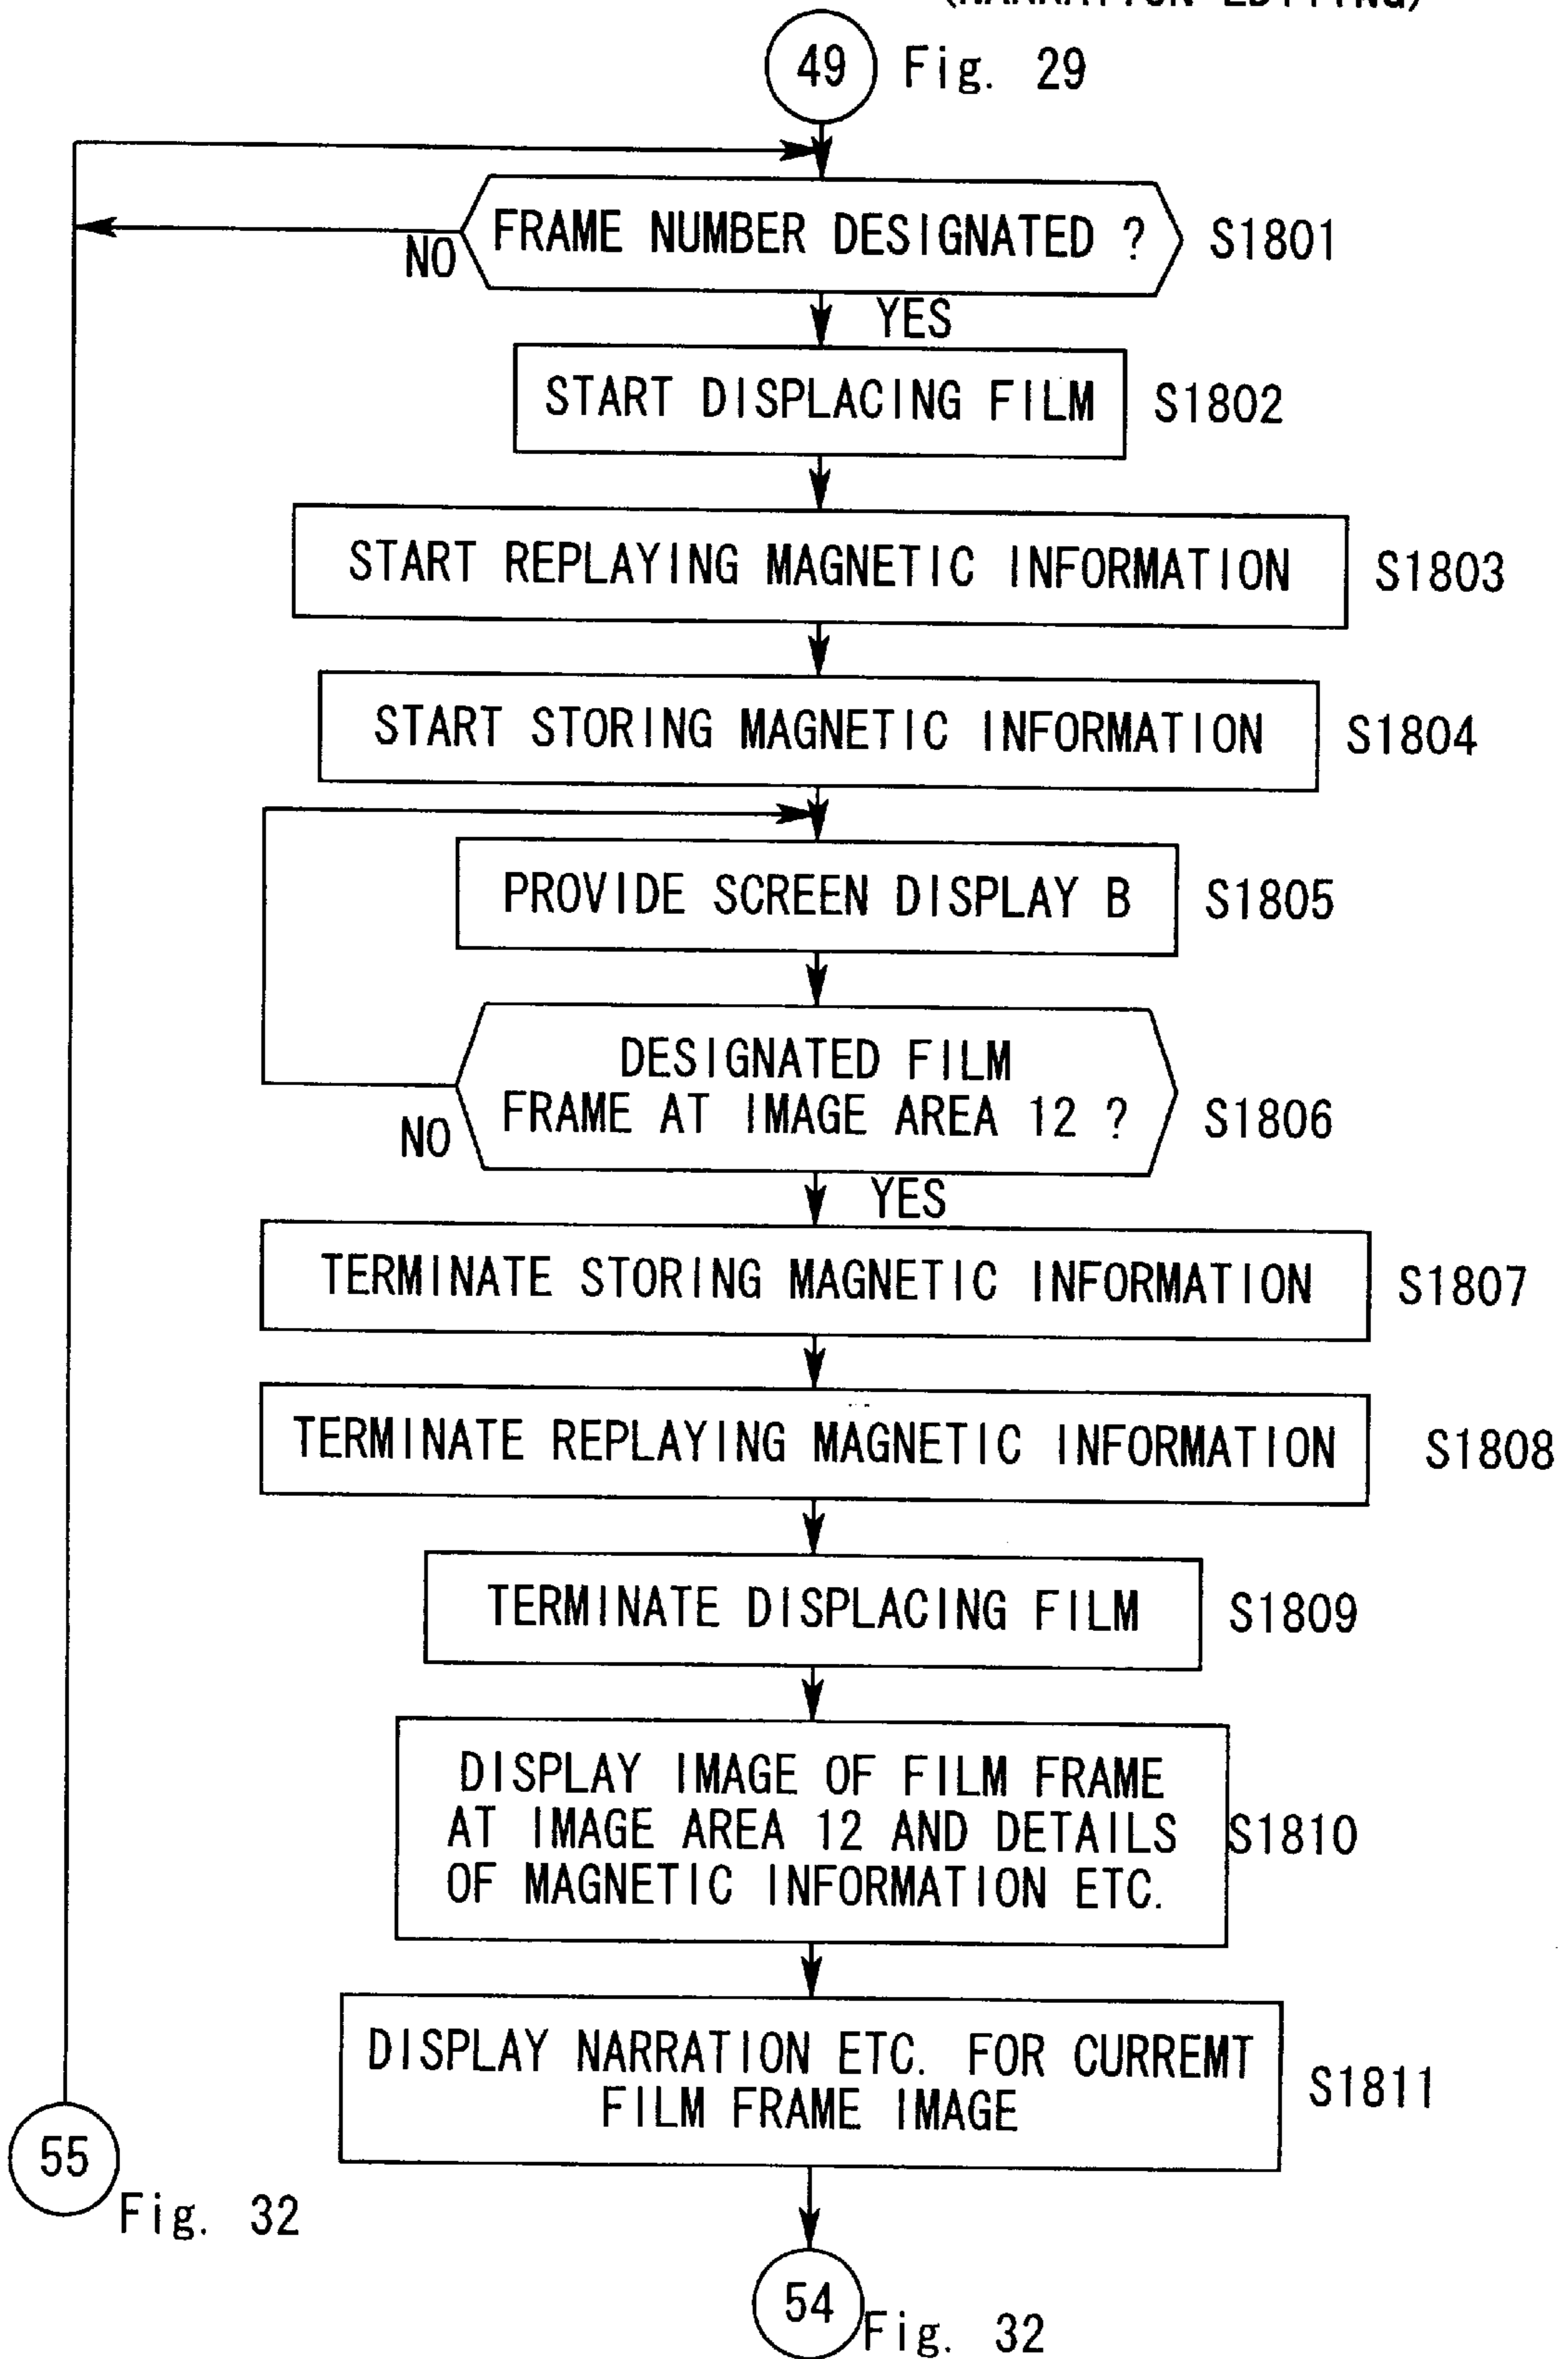 (NARRATION EDITING)
49 Fig. 29
FRAME NUMBER DESIGNATED ? S1801
NO
YES
START DISPLACING FILM S1802
START REPLAYING MAGNETIC INFORMATION S1803
START STORING MAGNETIC INFORMATION S1804
PROVIDE SCREEN DISPLAY B S1805
DESIGNATED FILM
FRAME AT IMAGE AREA 12 ? S1806
NO
YES
TERMINATE STORING MAGNETIC INFORMATION S1807
TERMINATE REPLAYING MAGNETIC INFORMATION S1808
TERMINATE DISPLACING FILM S1809
DISPLAY IMAGE OF FILM FRAME
AT IMAGE AREA 12 AND DETAILS S1810
OF MAGNETIC INFORMATION ETC.
DISPLAY NARRATION ETC. FOR CURREMT
FILM FRAME IMAGE S1811
55
Fig. 32
54
Fig. 32